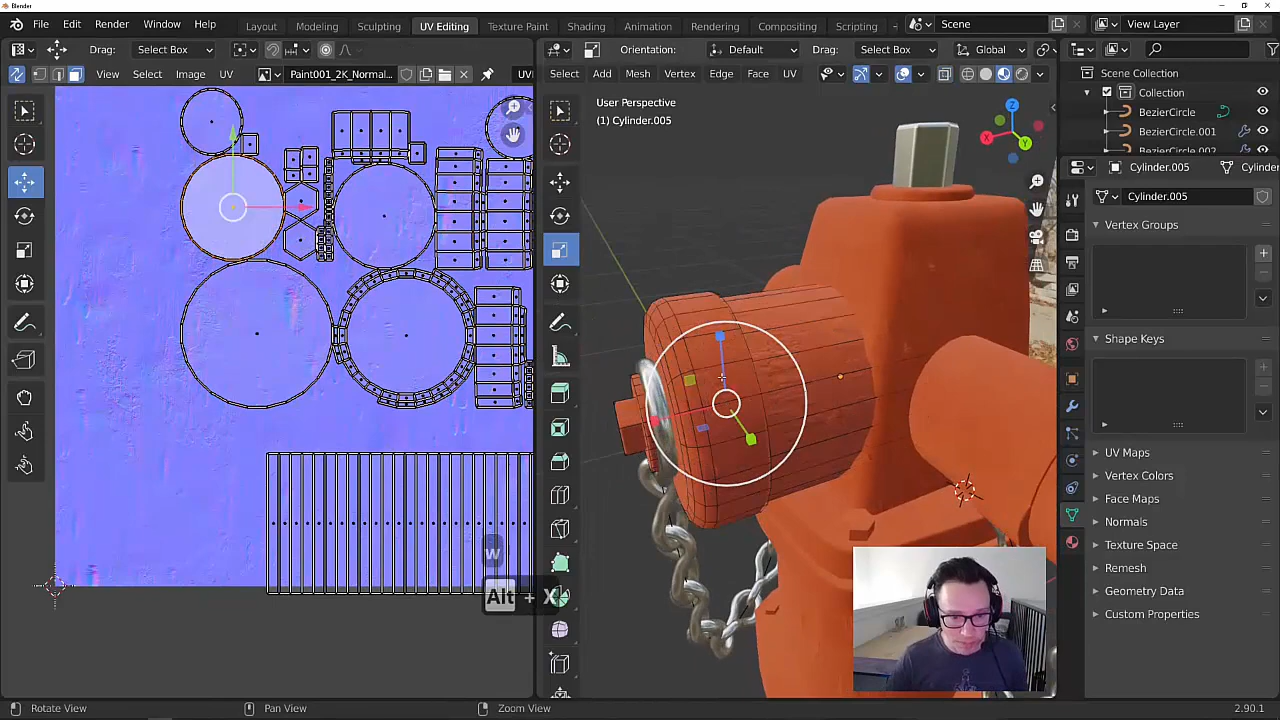 Blender
File Edit Render Window Help Layout Modeling Sculpting UV Editing Texture Paint Shading Animation Rendering Compositing Scripting Scene View Layer
Drag: Select Box Orientation: Default Drag: Select Box Global
View Select Image UV Paint001_2K_Normal... Select Add Mesh Vertex Edge Face UV
User Perspective
(1) Cylinder.005
Z
X
Y
Scene Collection
Collection
BezierCircle
BezierCircle.001
BezierCircle.002
Cylinder.005
Cylinder.005
Vertex Groups
Shape Keys
UV Maps
Vertex Colors
Face Maps
Normals
Texture Space
Remesh
Geometry Data
Custom Properties
W
Alt + X
Rotate View Pan View Zoom View 2.90.1